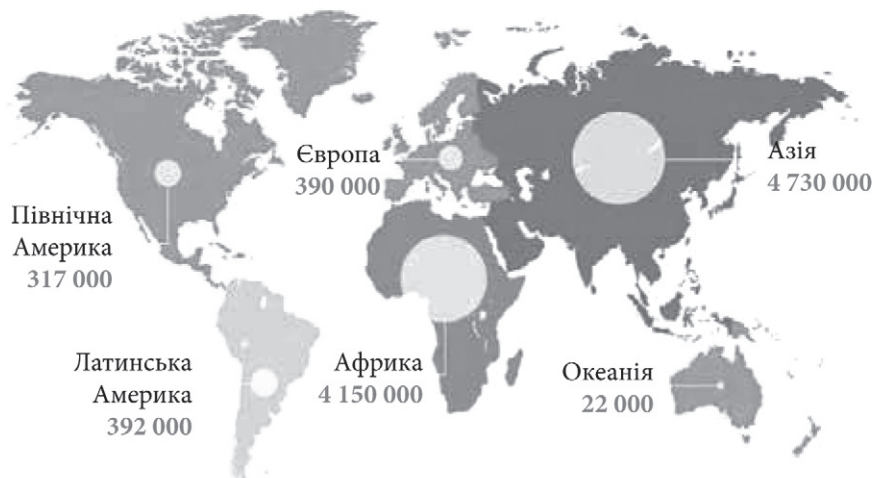 Європа
390 000
Азія
4 730 000
Північна
Америка
317 000
Латинська
Америка
392 000
Африка
4 150 000
Океанія
22 000